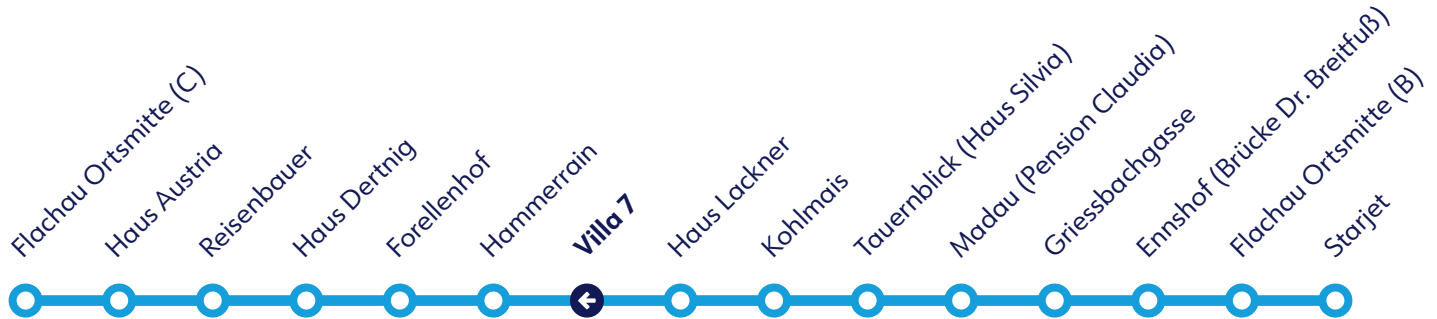 Flachau Ortsmitte (C)
Haus Austria
Reisenbauer
Haus Dertnig
Forellenhof
Hammerrain
Villa 7
Haus Lackner
Kohlmais
Tauernblick (Haus Silvia)
Madau (Pension Claudia)
Griessbachgasse
Ennshof (Brücke Dr. Breitfuß)
Flachau Ortsmitte (B)
Starjet